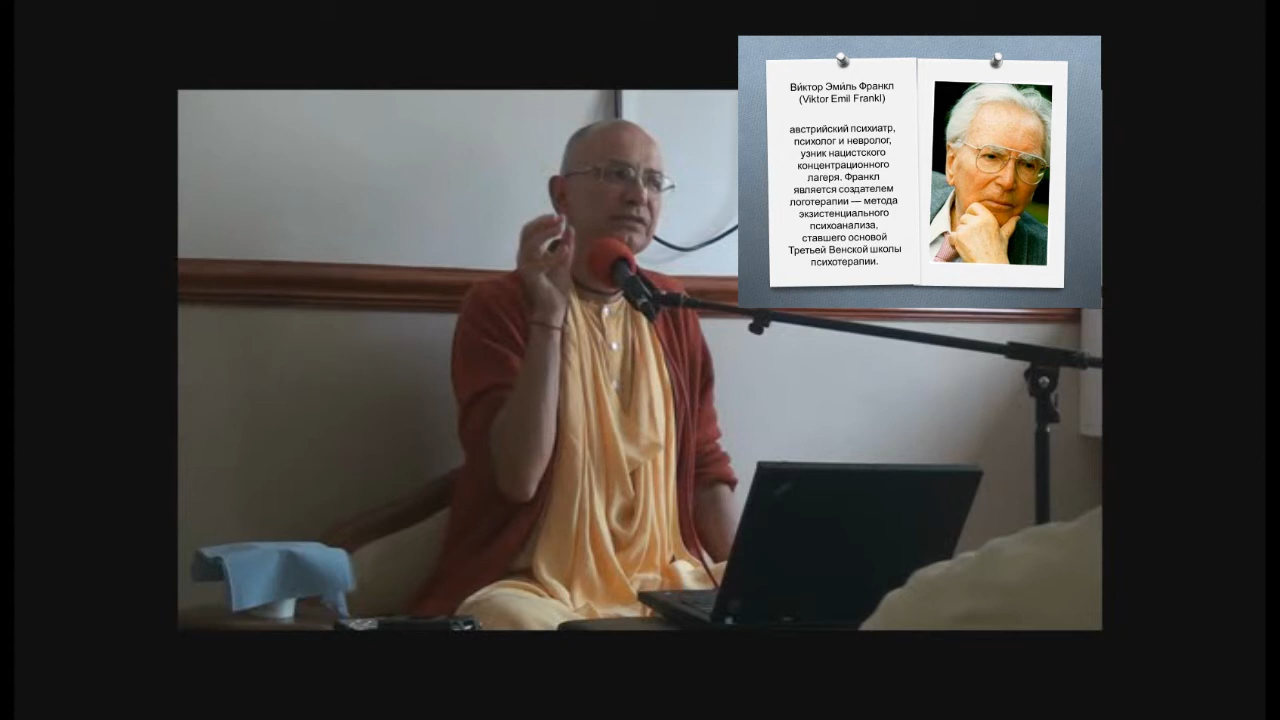 Ви́ктор Эми́ль Франкл
(Viktor Emil Frankl)
австрийский психиатр,
психолог и невролог,
узник нацистского
концентрационного
лагеря. Франкл
является создателем
логотерапии — метода
экзистенциального
психоанализа,
ставшего основой
Третьей Венской школы
психотерапии.